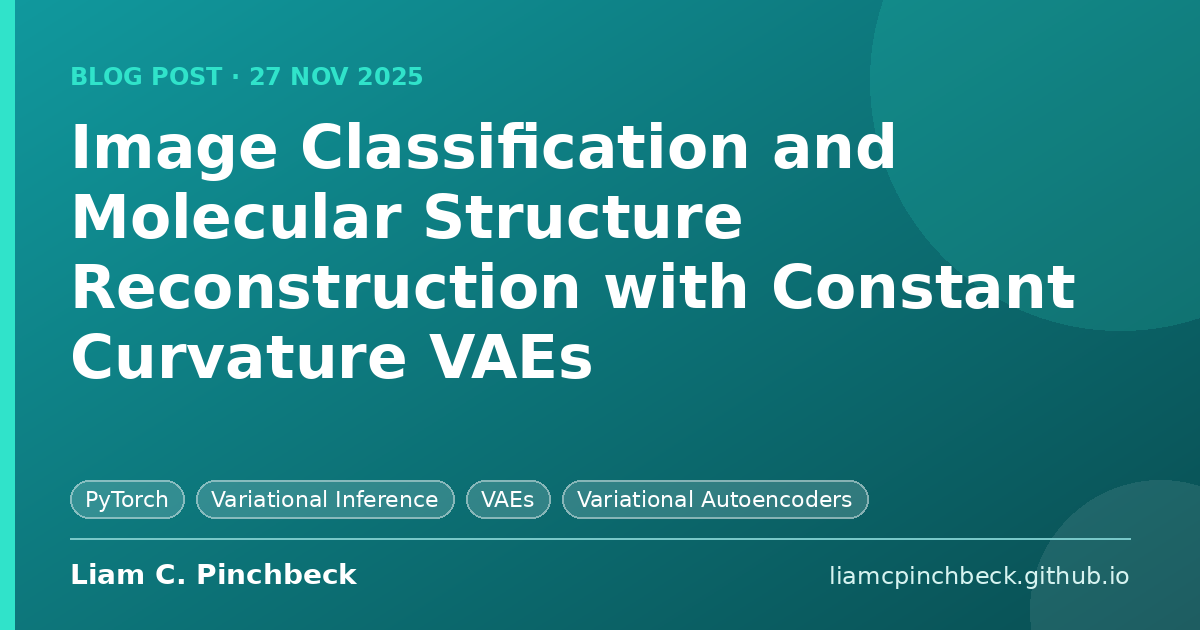 BLOG POST · 27 NOV 2025
Image Classification and
Molecular Structure
Reconstruction with Constant
Curvature VAEs
PyTorch
Variational Inference
VAEs
Variational Autoencoders
Liam C. Pinchbeck
liamcpinchbeck.github.io